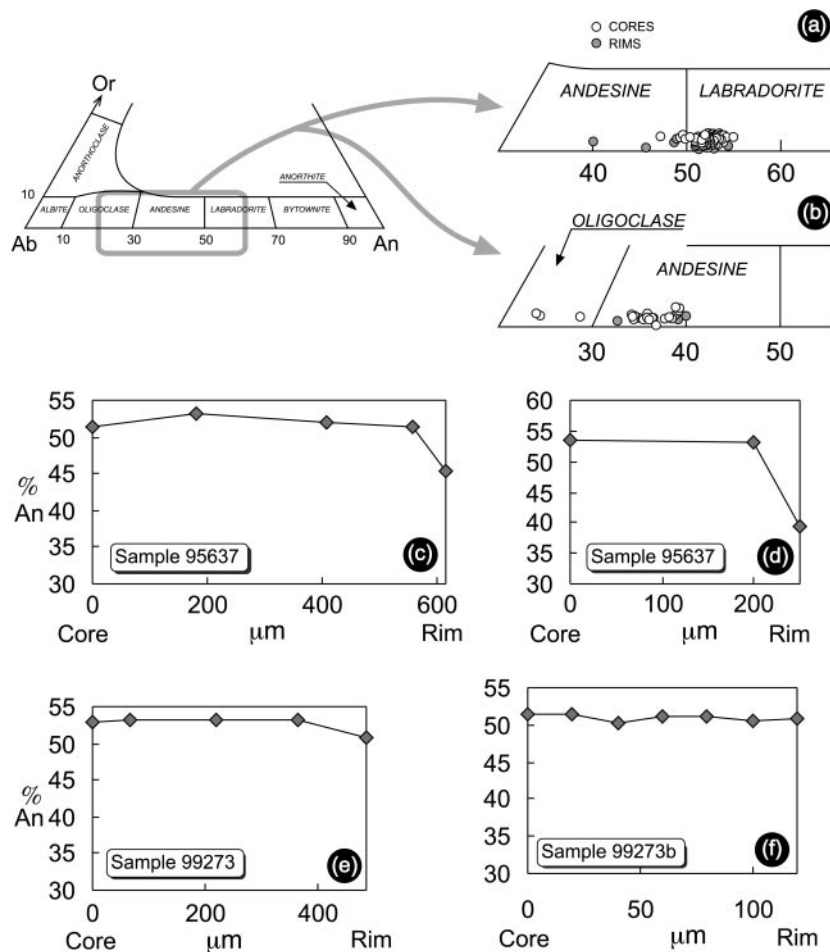 CORES
RIMS
(a)
Or
ANORTHOCLASE
10
ANORTHITE
ALBITE OLIGOCLASE ANDESINE LABRADORITE BYTOWNITE
Ab 10 30 50 70 90 An
ANDESINE LABRADORITE
40 50 60
(b)
OLIGOCLASE
ANDESINE
30 40 50
55
50
45
40
35
30
%
An
Sample 95637
(c)
0 200 400 600
Core μm Rim
60
55
50
45
40
35
30
Sample 95637
(d)
0 100 200
Core μm Rim
55
50
45
40
35
30
%
An
Sample 99273
(e)
0 200 400
Core μm Rim
55
50
45
40
35
30
Sample 99273b
(f)
0 50 100
Core μm Rim